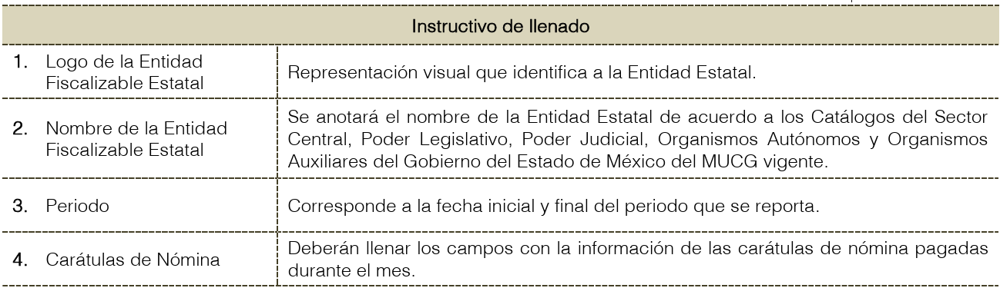 Instructivo de llenado
1. Logo de la Entidad
Fiscalizable Estatal
Representación visual que identifica a la Entidad Estatal.
2. Nombre de la Entidad
Fiscalizable Estatal
Se anotará el nombre de la Entidad Estatal de acuerdo a los Catálogos del Sector
Central, Poder Legislativo, Poder Judicial, Organismos Autónomos y Organismos
Auxiliares del Gobierno del Estado de México del MUCG vigente.
3. Periodo
Corresponde a la fecha inicial y final del periodo que se reporta.
4. Carátulas de Nómina
Deberán llenar los campos con la información de las carátulas de nómina pagadas
durante el mes.